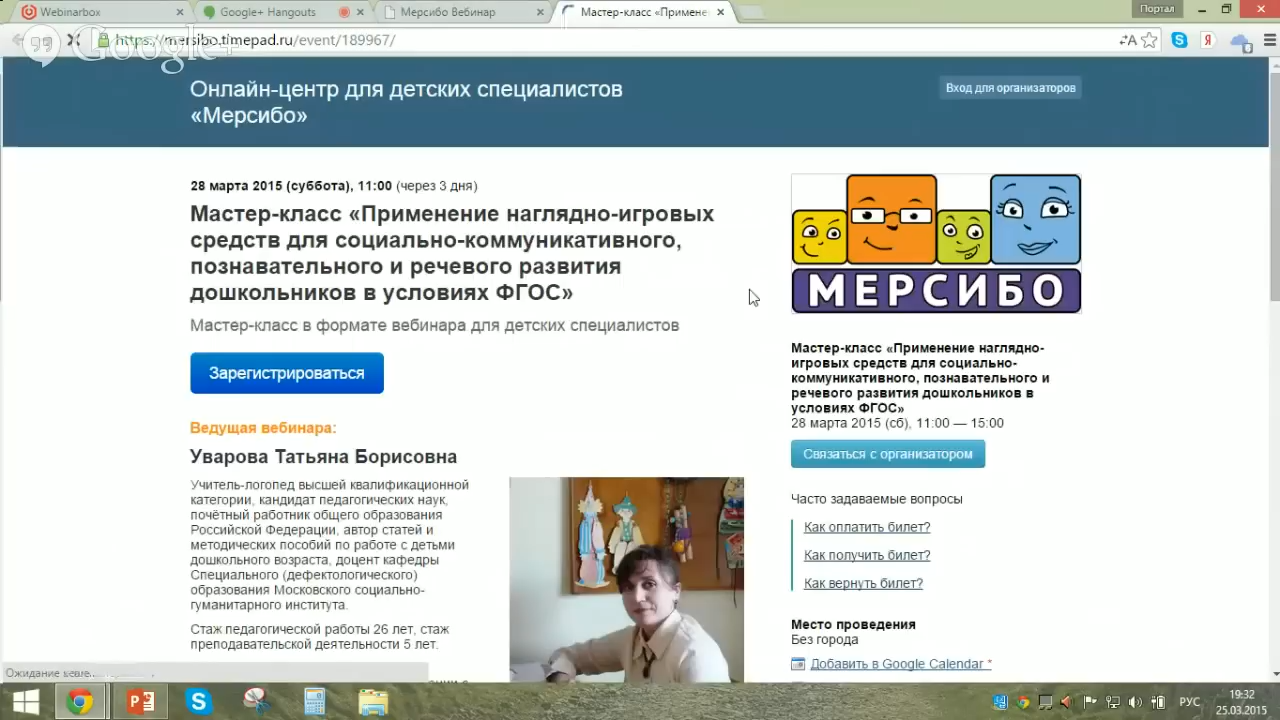 Webinarbox
Google+ Hangouts
Мерсибо Вебинар
Мастер-класс «Примене
Портал
Google+
https://mersibo.timepad.ru/event/189967/
Онлайн-центр для детских специалистов
«Мерсибо»
Вход для организаторов
28 марта 2015 (суббота), 11:00 (через 3 дня)
Мастер-класс «Применение наглядно-игровых
средств для социально-коммуникативного,
познавательного и речевого развития
дошкольников в условиях ФГОС»
Мастер-класс в формате вебинара для детских специалистов
Зарегистрироваться
Ведущая вебинара:
Уварова Татьяна Борисовна
Учитель-логопед высшей квалификационной
категории, кандидат педагогических наук,
почётный работник общего образования
Российской Федерации, автор статей и
методических пособий по работе с детьми
дошкольного возраста, доцент кафедры
Специального (дефектологического)
образования Московского социально-
гуманитарного института.
Стаж педагогической работы 26 лет, стаж
преподавательской деятельности 5 лет.
МЕРСИБО
Мастер-класс «Применение наглядно-
игровых средств для социально-
коммуникативного, познавательного и
речевого развития дошкольников в
условиях ФГОС»
28 марта 2015 (сб), 11:00 — 15:00
Связаться с организатором
Часто задаваемые вопросы
Как оплатить билет?
Как получить билет?
Как вернуть билет?
Место проведения
Без города
Добавить в Google Calendar *
Ожидание
РУС
19:32
25.03.2015